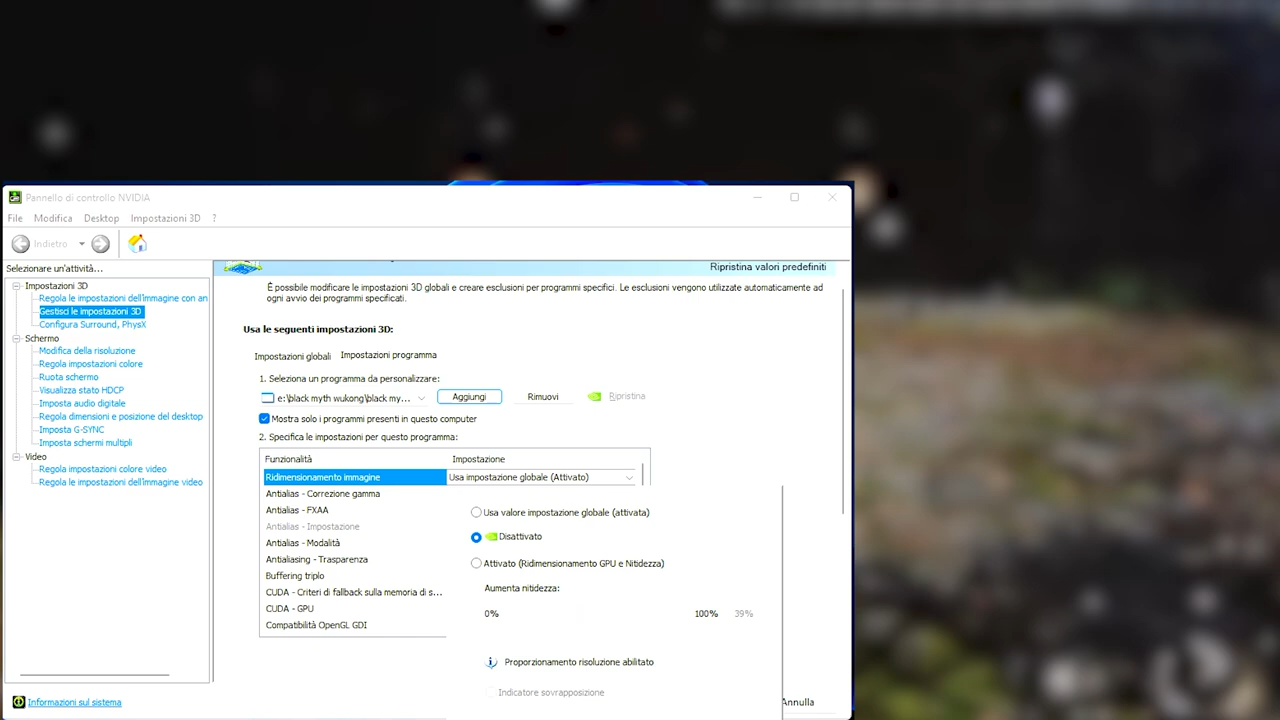 Pannello di controllo NVIDIA
File Modifica Desktop Impostazioni 3D ?
Indietro
Selezionare un'attività...
Impostazioni 3D
Regola le impostazioni dell'immagine con an
Gestisci le impostazioni 3D
Configura Surround, PhysX
Schermo
Modifica della risoluzione
Regola impostazioni colore
Ruota schermo
Visualizza stato HDCP
Imposta audio digitale
Regola dimensioni e posizione del desktop
Imposta G-SYNC
Imposta schermi multipli
Video
Regola impostazioni colore video
Regola le impostazioni dell'immagine video
Informazioni sul sistema
Ripristina valori predefiniti
È possibile modificare le impostazioni 3D globali e creare esclusioni per programmi specifici. Le esclusioni vengono utilizzate automaticamente ad
ogni avvio dei programmi specificati.
Usa le seguenti impostazioni 3D:
Impostazioni globali Impostazioni programma
1. Seleziona un programma da personalizzare:
e:\black myth wukong\black my... Aggiungi Rimuovi Ripristina
Mostra solo i programmi presenti in questo computer
2. Specifica le impostazioni per questo programma:
Funzionalità Impostazione
Ridimensionamento immagine Usa impostazione globale (Attivato)
Antialias - Correzione gamma
Antialias - FXAA
Antialias - Impostazione
Antialias - Modalità
Antialiasing - Trasparenza
Buffering triplo
CUDA - Criteri di fallback sulla memoria di s...
CUDA - GPU
Compatibilità OpenGL GDI
Usa valore impostazione globale (attivata)
Disattivato
Attivato (Ridimensionamento GPU e Nitidezza)
Aumenta nitidezza:
0% 100% 39%
Proporzionamento risoluzione abilitato
Indicatore sovrapposizione
Annulla